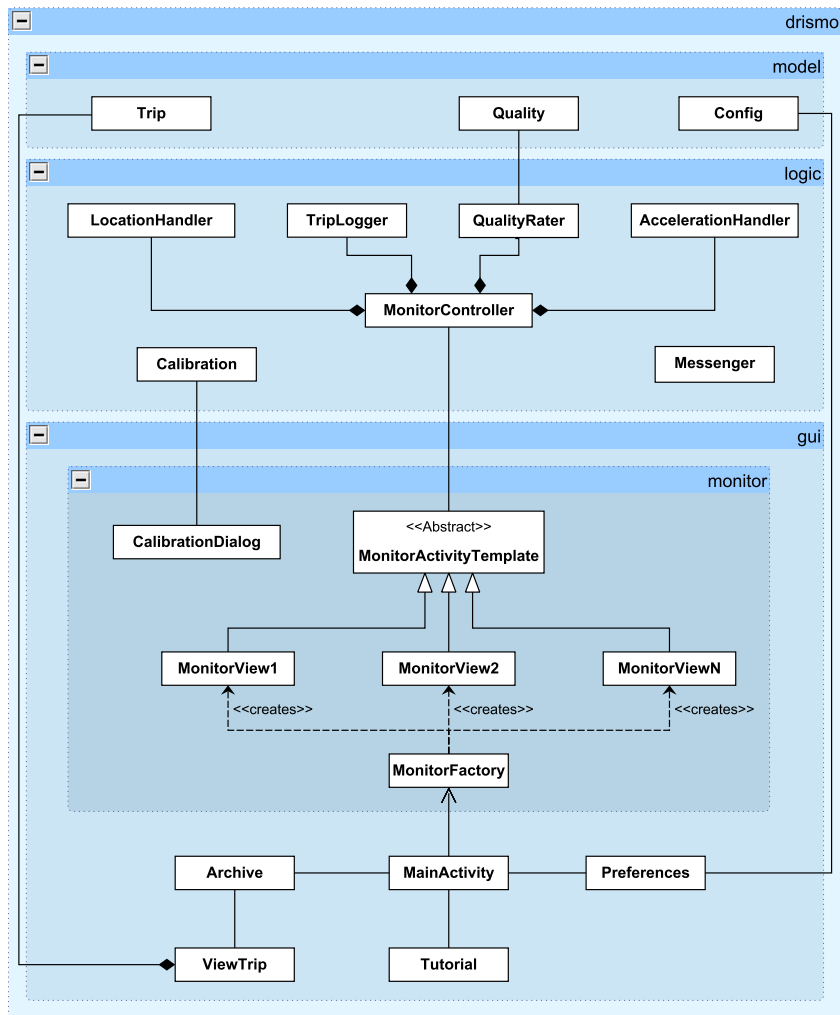 drismo
model
Trip
Quality
Config
logic
LocationHandler
TripLogger
QualityRater
AccelerationHandler
MonitorController
Calibration
Messenger
gui
monitor
<<Abstract>>
MonitorActivityTemplate
CalibrationDialog
MonitorView1
MonitorView2
MonitorViewN
<<creates>>
<<creates>>
<<creates>>
MonitorFactory
Archive
MainActivity
Preferences
ViewTrip
Tutorial